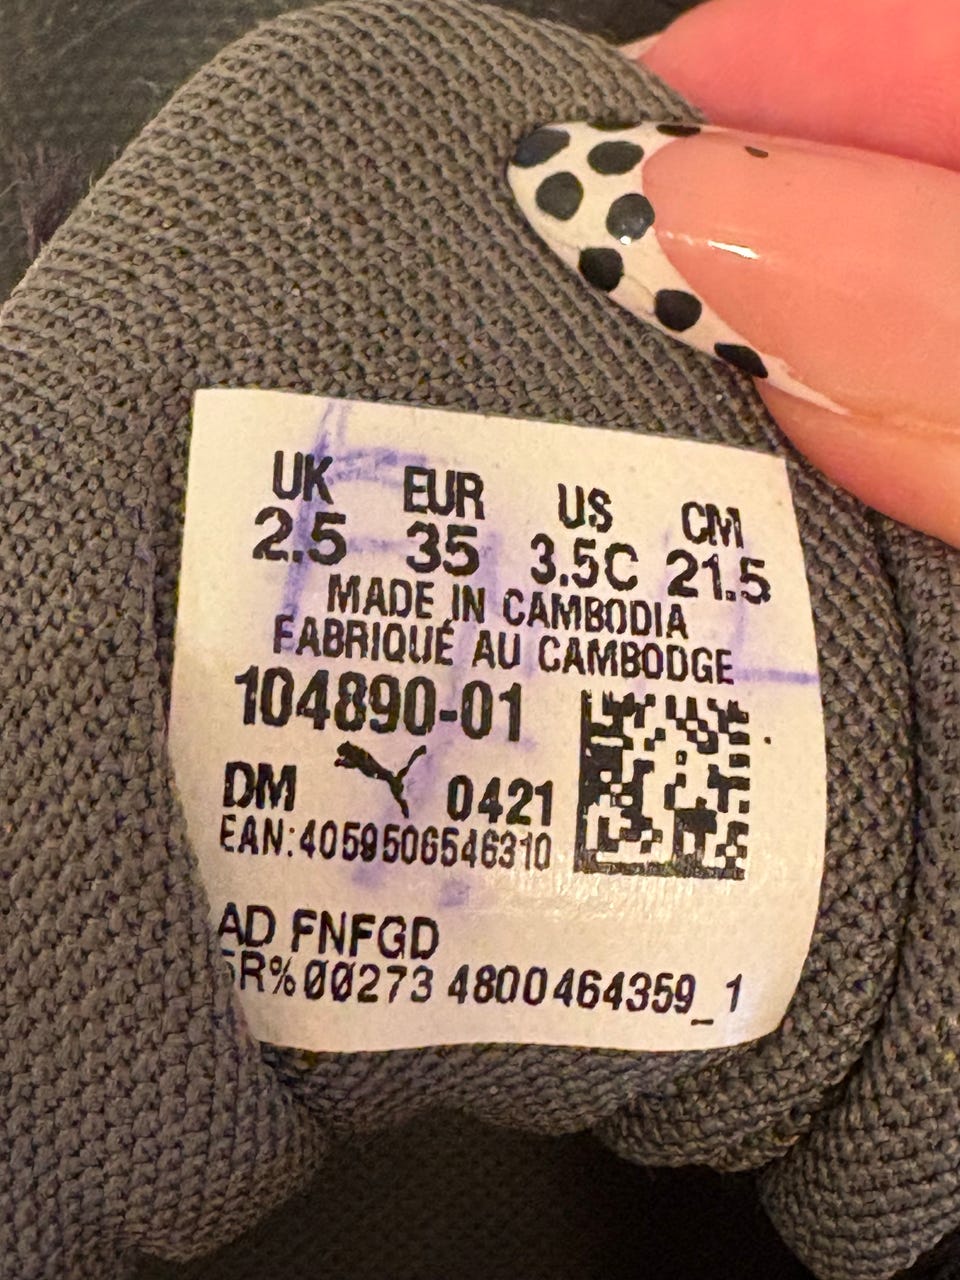 UK EUR US CM
2.5 35 3.5C 21.5
MADE IN CAMBODIA
FABRIQUÉ AU CAMBODGE
104890-01
DM 0421
EAN:4059506546310
AD FNFGD
5R%00273 4800464359_1